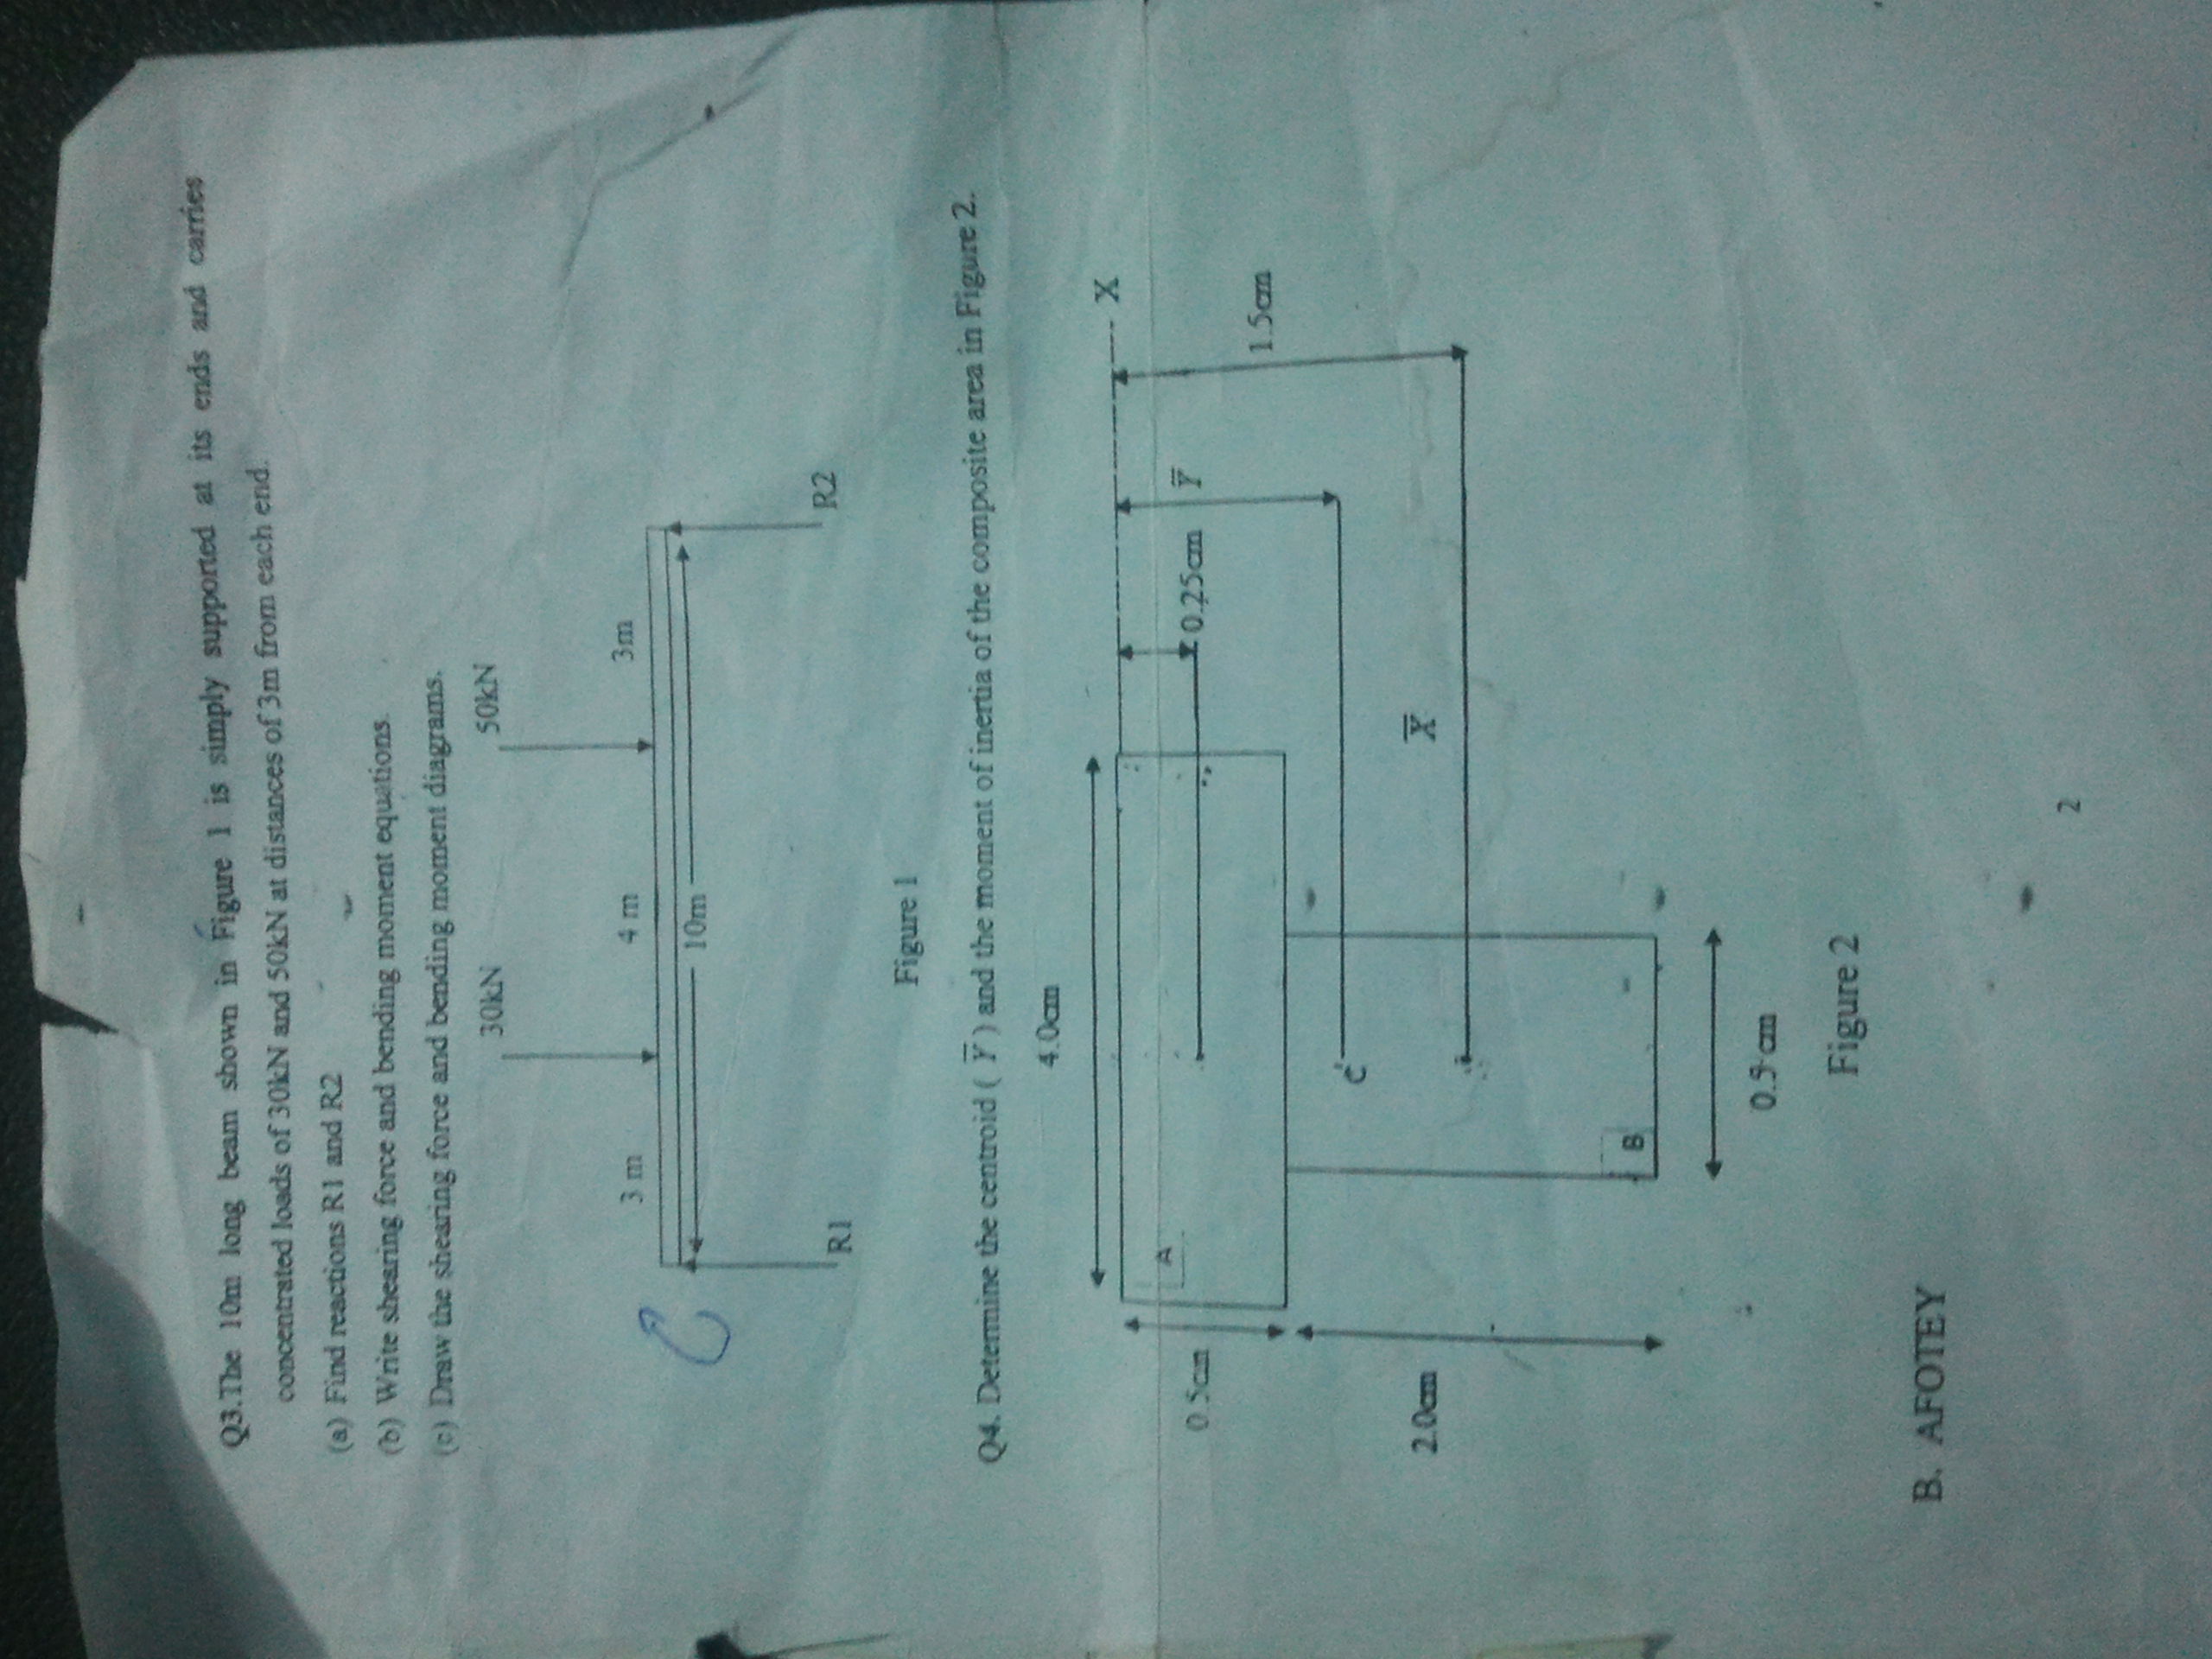 Q3.The 10m long beam shown in Figure 1 is simply supported at its ends and carries
concentrated loads of 30kN and 50kN at distances of 3m from each end.
(a) Find reactions R1 and R2
(b) Write shearing force and bending moment equations.
(c) Draw the shearing force and bending moment diagrams.
30kN
50kN
3 m
4 m
3m
10m
R1
R2
Figure 1
Q4. Determine the centroid ( Y̅ ) and the moment of inertia of the composite area in Figure 2.
4.0cm
X
A
0.5cm
0.25cm
Y̅
1.5cm
C
2.0cm
X̅
B
0.5 cm
Figure 2
B. AFOTEY
2